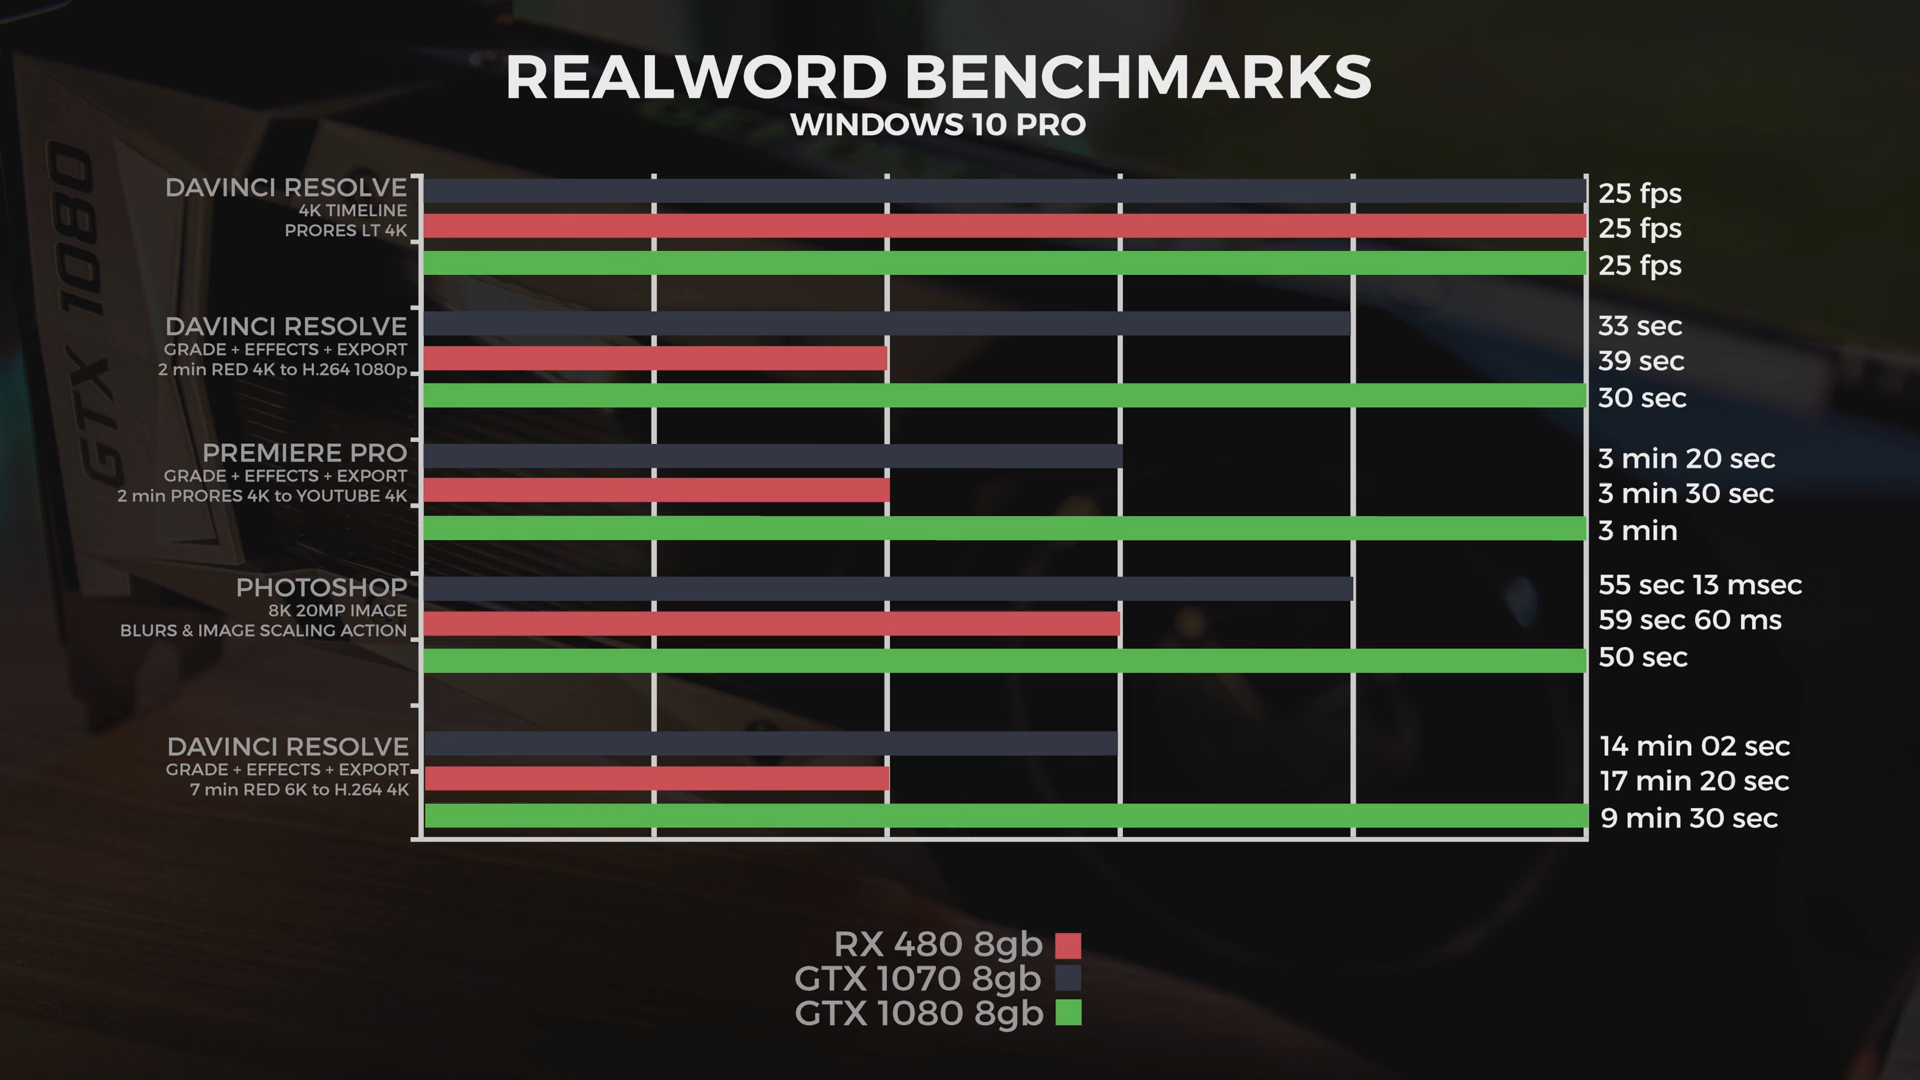 REALWORD BENCHMARKS
WINDOWS 10 PRO
GTX 1080
DAVINCI RESOLVE
4K TIMELINE
PRORES LT 4K
25 fps
25 fps
25 fps
DAVINCI RESOLVE
GRADE + EFFECTS + EXPORT
2 min RED 4K to H.264 1080p
33 sec
39 sec
30 sec
PREMIERE PRO
GRADE + EFFECTS + EXPORT
2 min PRORES 4K to YOUTUBE 4K
3 min 20 sec
3 min 30 sec
3 min
PHOTOSHOP
8K 20MP IMAGE
BLURS & IMAGE SCALING ACTION
55 sec 13 msec
59 sec 60 ms
50 sec
DAVINCI RESOLVE
GRADE + EFFECTS + EXPORT
7 min RED 6K to H.264 4K
14 min 02 sec
17 min 20 sec
9 min 30 sec
RX 480 8gb
GTX 1070 8gb
GTX 1080 8gb